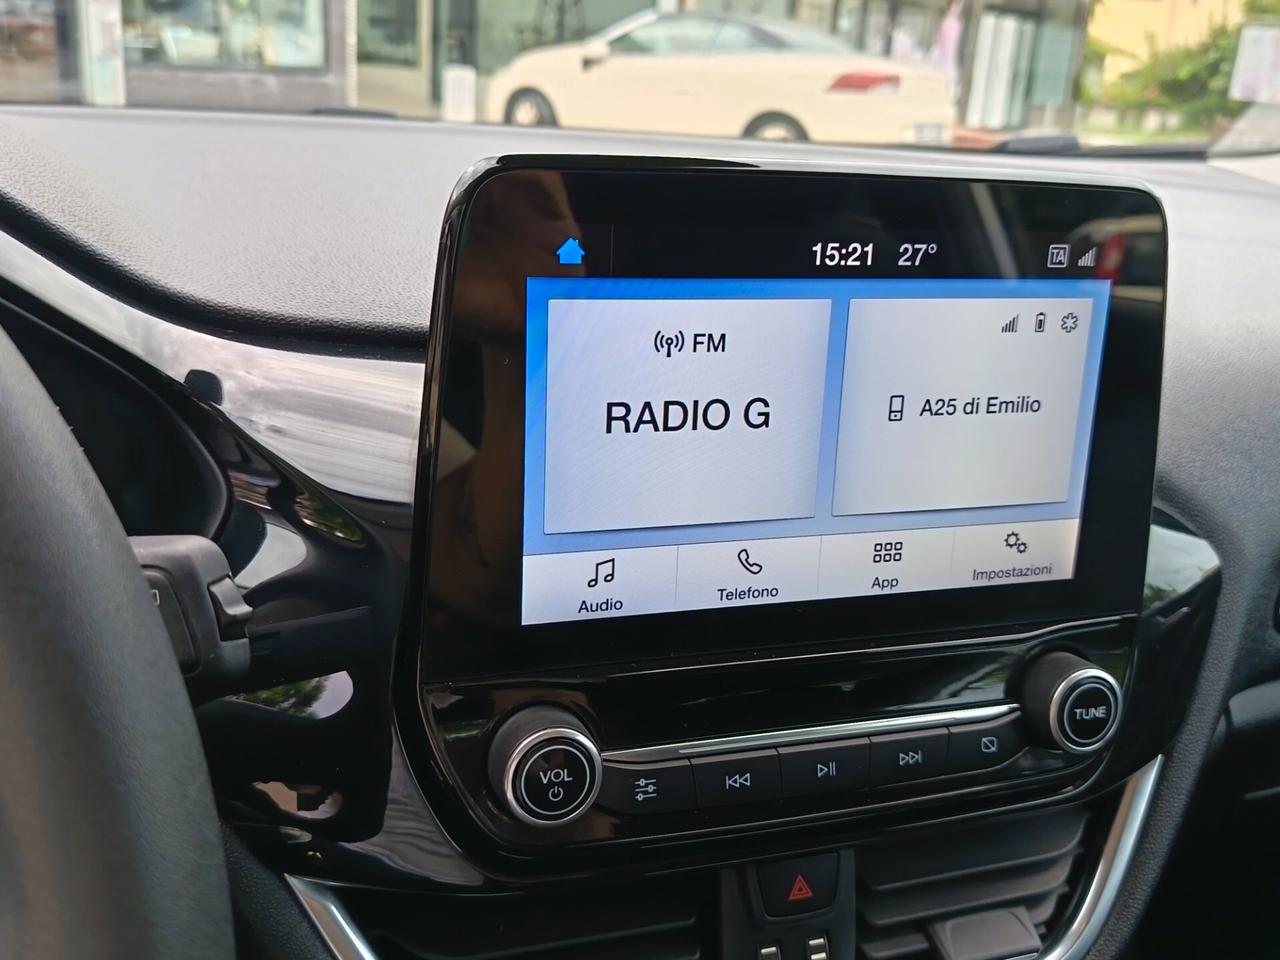 15:21 27° TA
FM
RADIO G
A25 di Emilio
Audio
Telefono
App
Impostazioni
VOL
TUNE